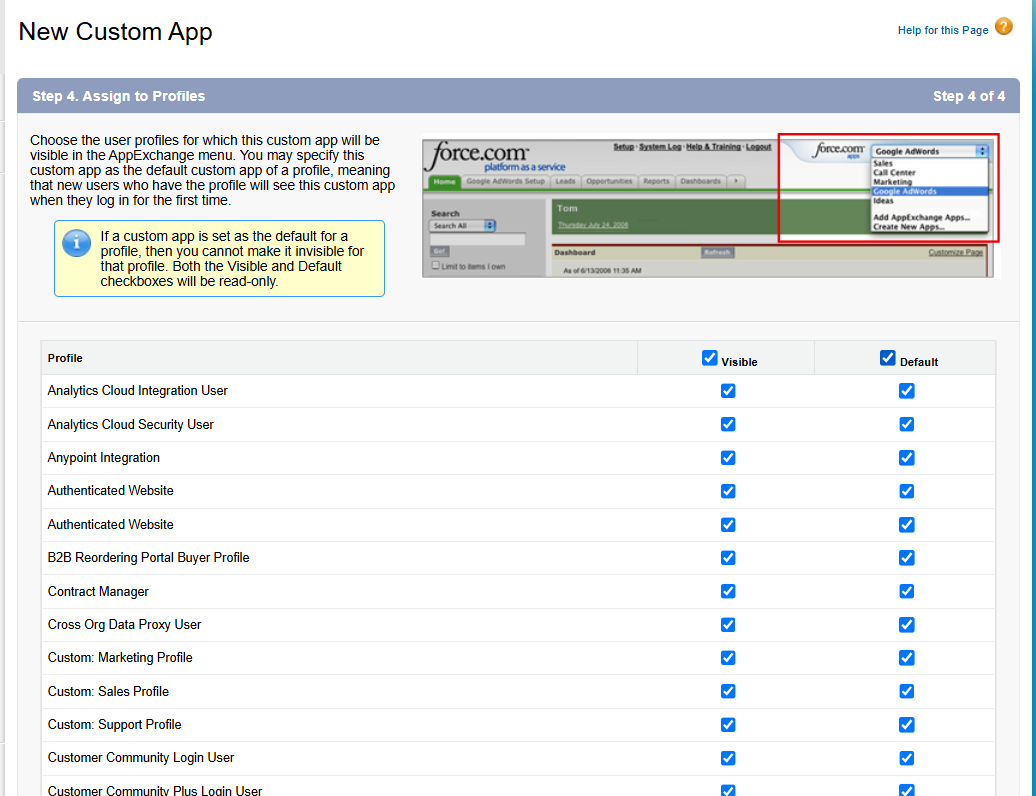 New Custom App
Help for this Page
?
Step 4. Assign to Profiles
Step 4 of 4
Choose the user profiles for which this custom app will be
visible in the AppExchange menu. You may specify this
custom app as the default custom app of a profile, meaning
that new users who have the profile will see this custom app
when they log in for the first time.
i
If a custom app is set as the default for a
profile, then you cannot make it invisible for
that profile. Both the Visible and Default
checkboxes will be read-only.
force.com
platform as a service
Setup · System Log · Help & Training · Logout
force.com
apps
Google AdWords
Sales
Call Center
Marketing
Google AdWords
Ideas
Add AppExchange Apps...
Create New Apps...
Home
Google AdWords Setup
Leads
Opportunities
Reports
Dashboards
Search
Search All
Go!
Limit to items I own
Tom
Thursday July 24, 2008
Dashboard
Refresh
Customize Page
As of 6/13/2008 11:35 AM
Profile
Visible
Default
Analytics Cloud Integration User
Analytics Cloud Security User
Anypoint Integration
Authenticated Website
Authenticated Website
B2B Reordering Portal Buyer Profile
Contract Manager
Cross Org Data Proxy User
Custom: Marketing Profile
Custom: Sales Profile
Custom: Support Profile
Customer Community Login User
Customer Community Plus Login User